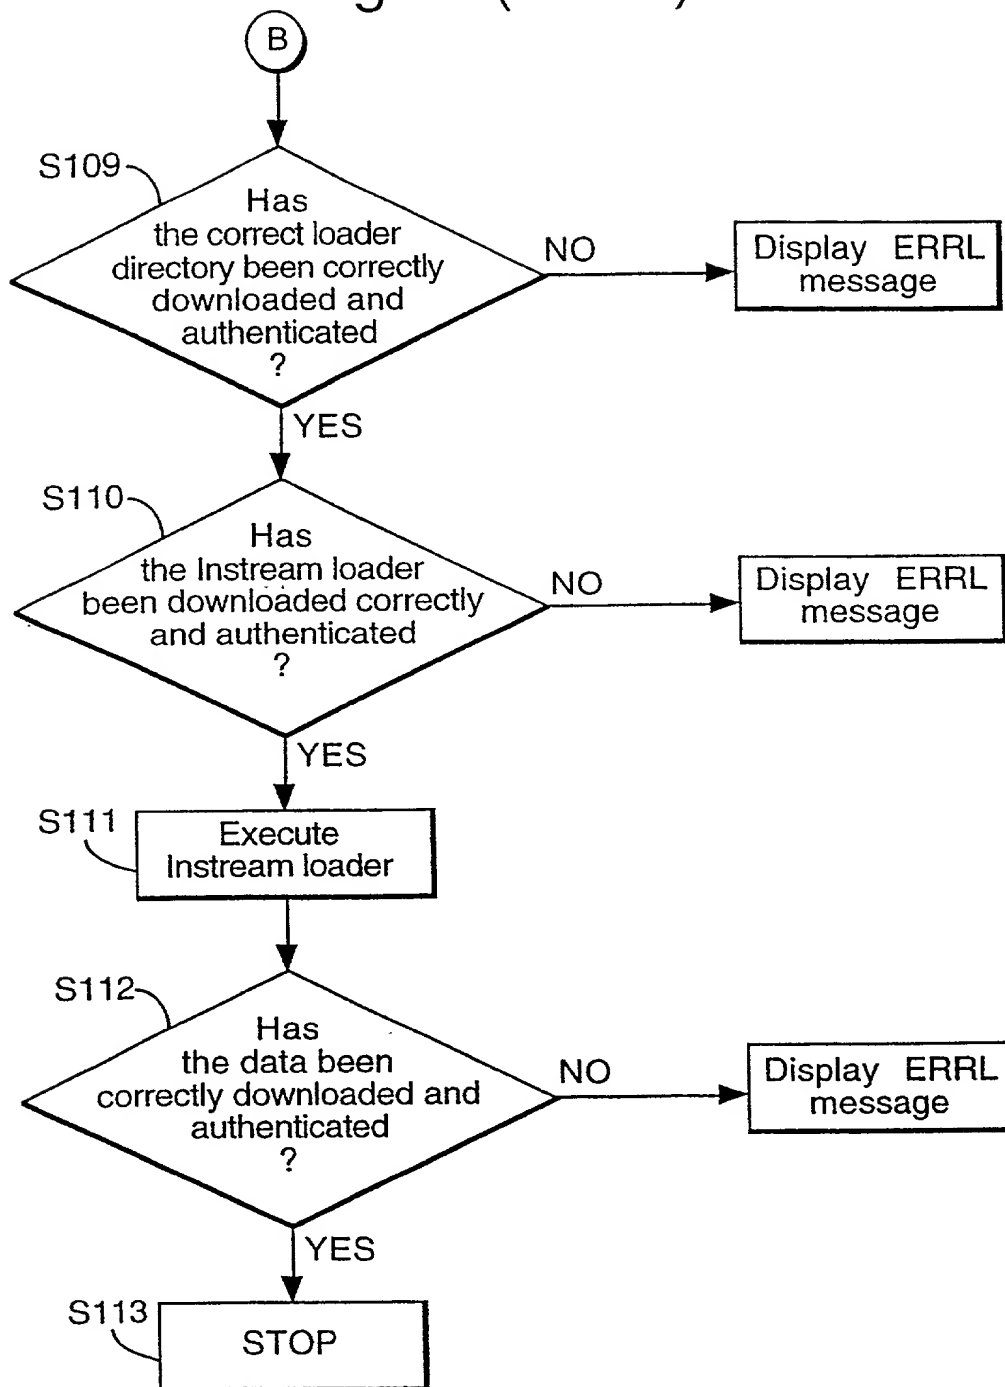 B
S109
Has
the correct loader
directory been correctly
downloaded and
authenticated
?
NO
Display ERRL
message
YES
S110
Has
the Instream loader
been downloaded correctly
and authenticated
?
NO
Display ERRL
message
YES
S111
Execute
Instream loader
S112
Has
the data been
correctly downloaded and
authenticated
?
NO
Display ERRL
message
YES
S113
STOP